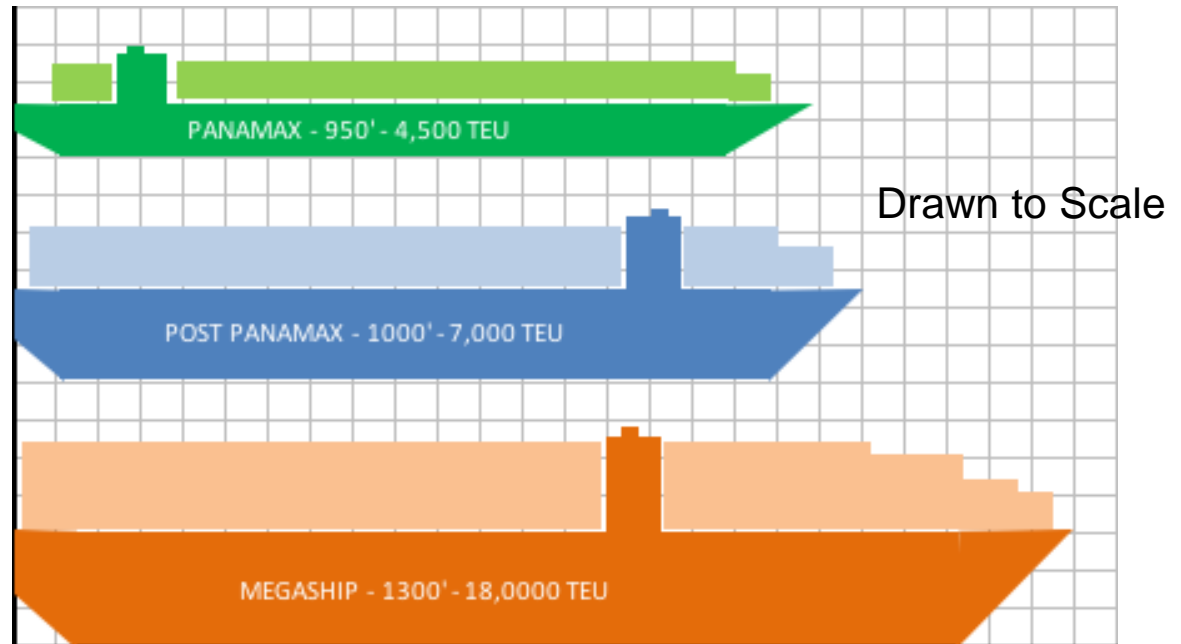 PANAMAX - 950' - 4,500 TEU
Drawn to Scale
POST PANAMAX - 1000' - 7,000 TEU
MEGASHIP - 1300' - 18,0000 TEU